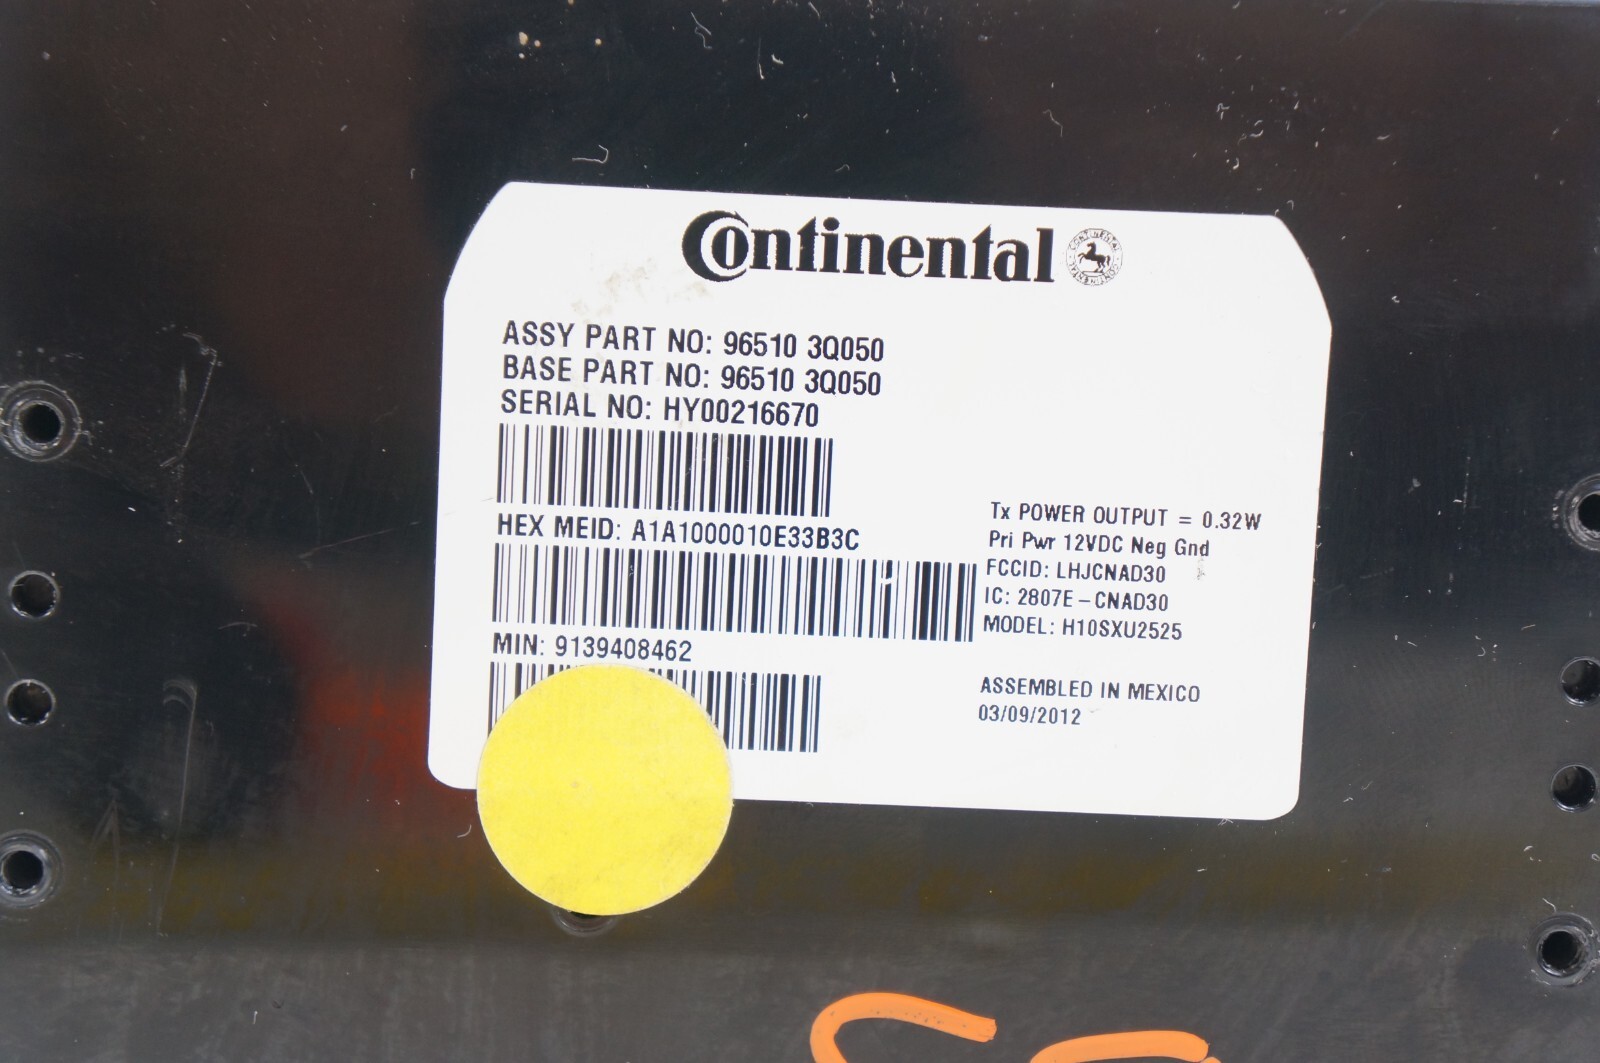 Continental
ASSY PART NO: 96510 3Q050
BASE PART NO: 96510 3Q050
SERIAL NO: HY00216670
HEX MEID: A1A1000010E33B3C
MIN: 9139408462
Tx POWER OUTPUT = 0.32W
Pri Pwr 12VDC Neg Gnd
FCCID: LHJCNAD30
IC: 2807E-CNAD30
MODEL: H10SXU2525
ASSEMBLED IN MEXICO
03/09/2012